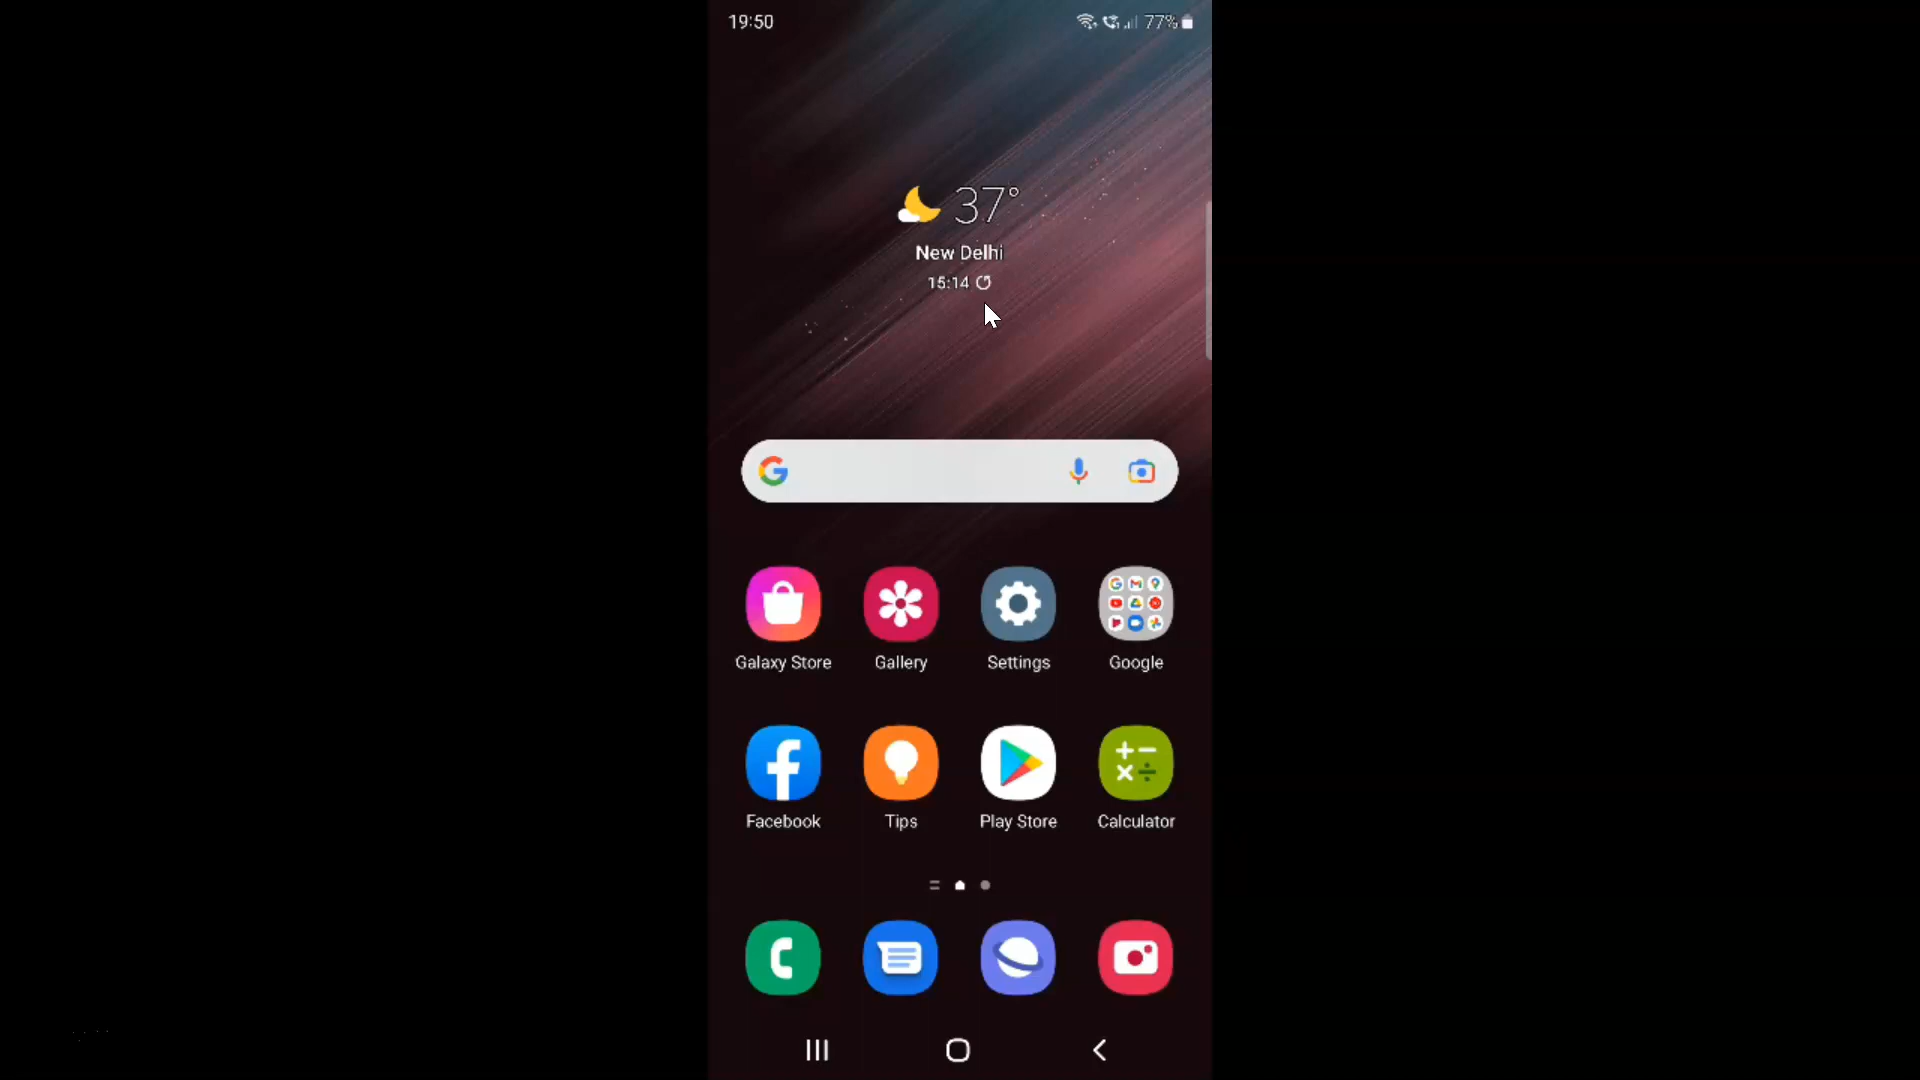 19:50
77%
37°
New Delhi
15:14
Galaxy Store
Gallery
Settings
Google
Facebook
Tips
Play Store
Calculator